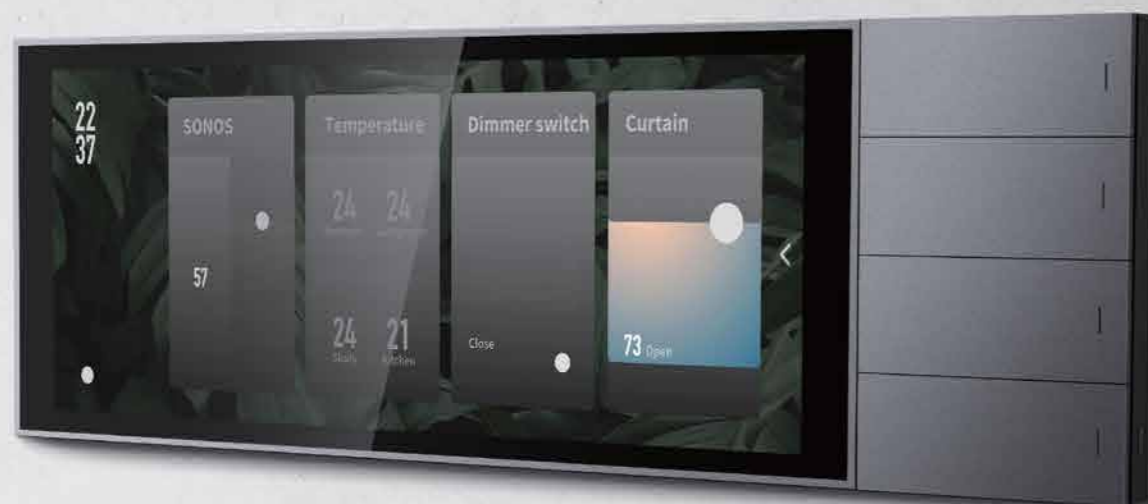 22
37
SONOS
57
Temperature
24 24
24 21
Kitchen
Dimmer switch
Close
Curtain
73 Open